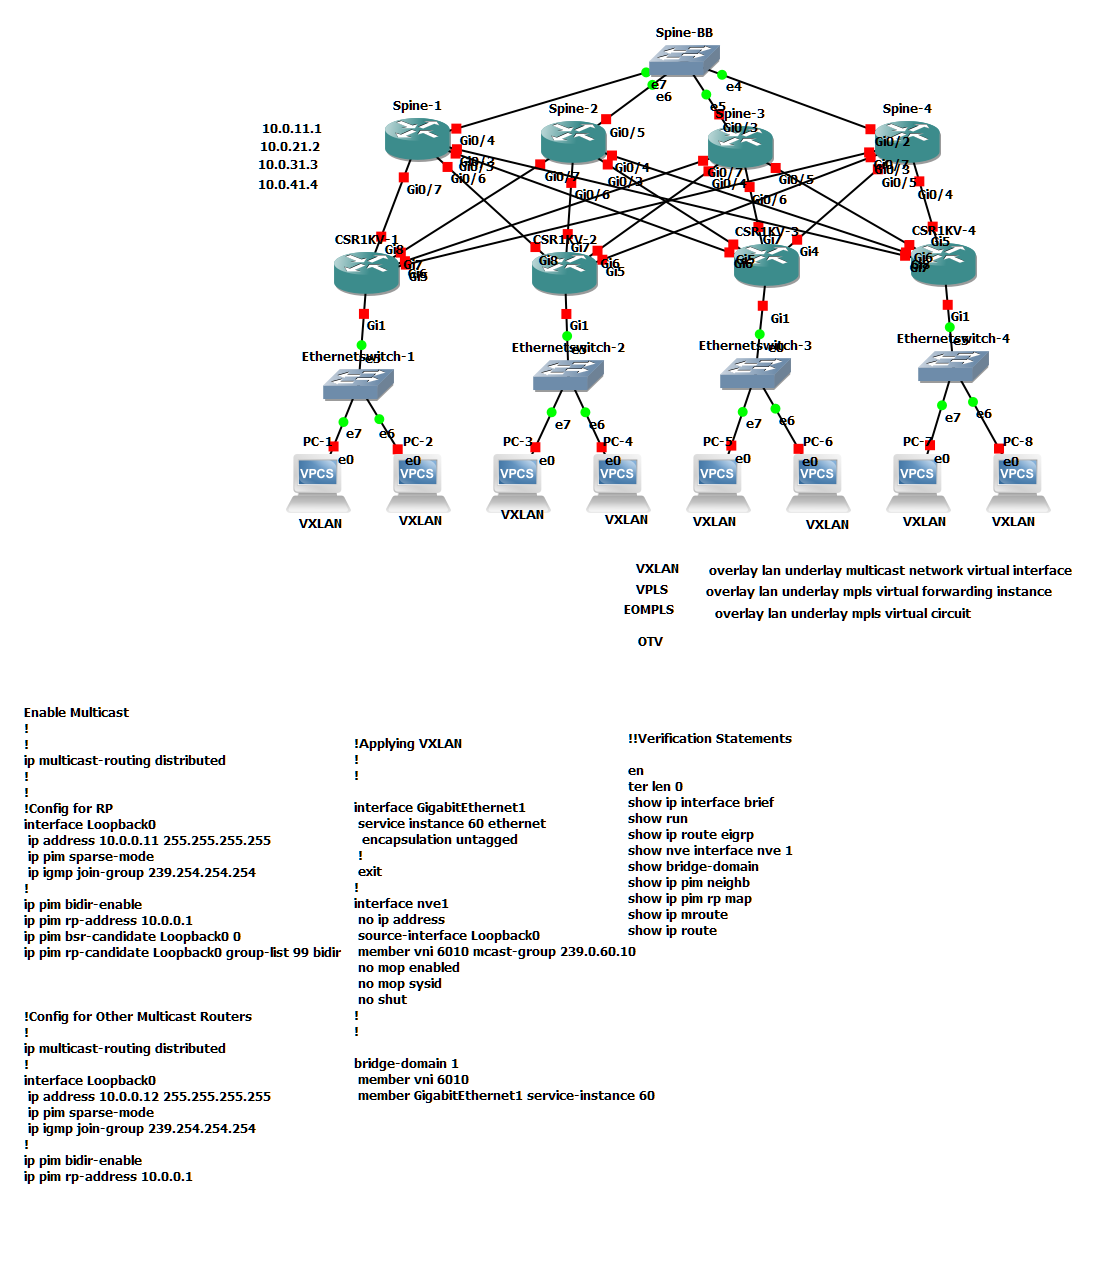 Spine-BB
e7
e6
e5
e4
Spine-1
Spine-2
Spine-3
Spine-4
10.0.11.1
10.0.21.2
10.0.31.3
10.0.41.4
Gi0/4
Gi0/3
Gi0/6
Gi0/7
Gi0/5
Gi0/4
Gi0/3
Gi0/7
Gi0/6
Gi0/3
Gi0/7
Gi0/4
Gi0/5
Gi0/6
Gi0/2
Gi0/7
Gi0/3
Gi0/5
Gi0/4
CSR1KV-1
CSR1KV-2
CSR1KV-3
CSR1KV-4
Gi8
Gi7
Gi6
Gi5
Gi8
Gi7
Gi6
Gi5
Gi7
Gi5
Gi6
Gi4
Gi5
Gi6
Gi7
Gi1
Gi1
Gi1
Gi1
Ethernetswitch-1
Ethernetswitch-2
Ethernetswitch-3
Ethernetswitch-4
e0
e7
e6
e7
e6
e7
e6
e7
e6
PC-1
PC-2
PC-3
PC-4
PC-5
PC-6
PC-7
PC-8
e0
e0
e0
e0
e0
e0
e0
e0
VPCS
VPCS
VPCS
VPCS
VPCS
VPCS
VPCS
VPCS
VXLAN
VXLAN
VXLAN
VXLAN
VXLAN
VXLAN
VXLAN
VXLAN
VXLAN overlay lan underlay multicast network virtual interface
VPLS overlay lan underlay mpls virtual forwarding instance
EOMPLS overlay lan underlay mpls virtual circuit
OTV
Enable Multicast
!
!
ip multicast-routing distributed
!
!
!Config for RP
interface Loopback0
ip address 10.0.0.11 255.255.255.255
ip pim sparse-mode
ip igmp join-group 239.254.254.254
!
ip pim bidir-enable
ip pim rp-address 10.0.0.1
ip pim bsr-candidate Loopback0 0
ip pim rp-candidate Loopback0 group-list 99 bidir
!Config for Other Multicast Routers
!
ip multicast-routing distributed
!
interface Loopback0
ip address 10.0.0.12 255.255.255.255
ip pim sparse-mode
ip igmp join-group 239.254.254.254
!
ip pim bidir-enable
ip pim rp-address 10.0.0.1
!Applying VXLAN
!
!
interface GigabitEthernet1
service instance 60 ethernet
encapsulation untagged
!
exit
!
interface nve1
no ip address
source-interface Loopback0
member vni 6010 mcast-group 239.0.60.10
no mop enabled
no mop sysid
no shut
!
!
bridge-domain 1
member vni 6010
member GigabitEthernet1 service-instance 60
!!Verification Statements
en
ter len 0
show ip interface brief
show run
show ip route eigrp
show nve interface nve 1
show bridge-domain
show ip pim neighb
show ip pim rp map
show ip mroute
show ip route